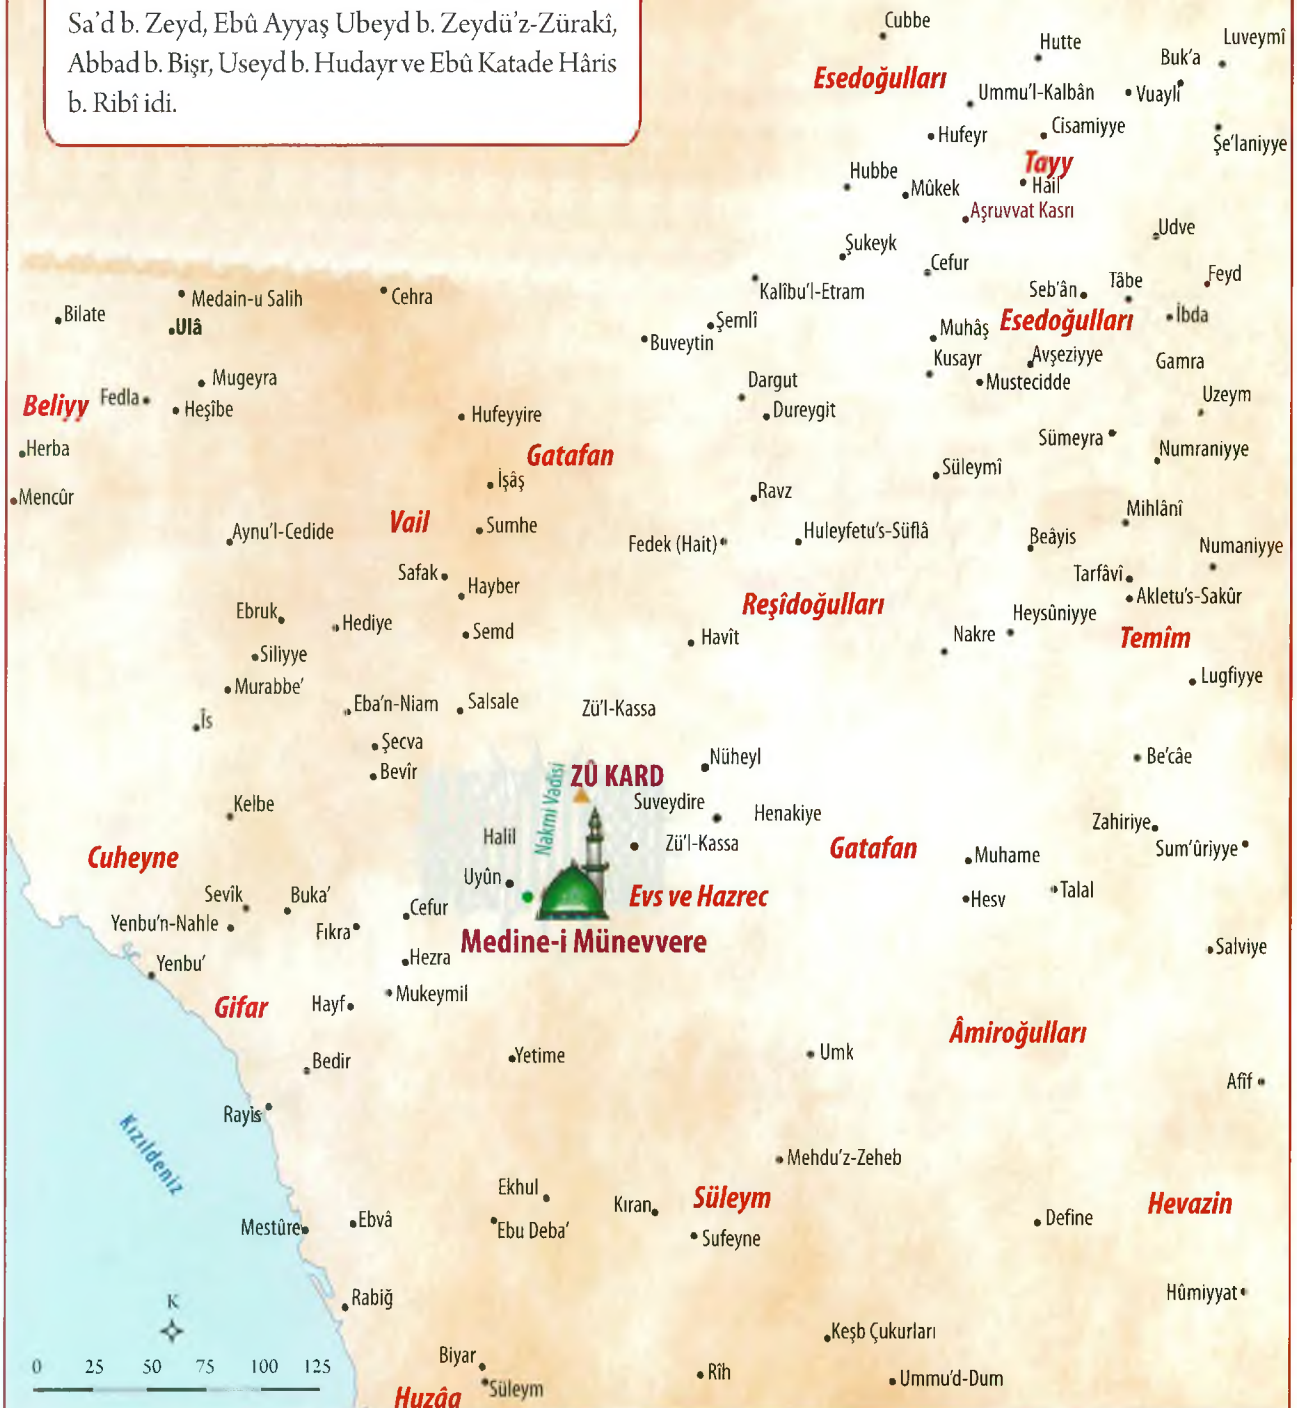 Sa'd b. Zeyd, Ebû Ayyaş Ubeyd b. Zeydü'z-Zürakî,
Abbad b. Bişr, Useyd b. Hudayr ve Ebû Katade Hâris
b. Ribî idi.
Cubbe
Hutte
Luveymî
Buk'a
Esedoğulları
Ummu'l-Kalbân
Vuaylî
Hufeyr
Cisamiyye
Şe'laniyye
Tayy
Hubbe
Mûkek
Hail
Aşruvvat Kasrı
Udve
Şukeyk
Cefur
Kalîbu'l-Etram
Seb'ân
Tâbe
Feyd
Medain-u Salih
Cehra
Bilate
Ulâ
Şemlî
Buveytin
Muhâş
Esedoğulları
İbda
Kusayr
Avşeziyye
Gamra
Mustecidde
Mugeyra
Dargut
Uzeym
Beliyy
Fedla
Heşîbe
Hufeyyire
Dureygit
Herba
Gatafan
Sümeyra
Numraniyye
Süleymî
İşâş
Mencûr
Ravz
Mihlânî
Aynu'l-Cedide
Vail
Sumhe
Fedek (Hait)
Huleyfetu's-Süflâ
Beâyis
Numaniyye
Safak
Hayber
Tarfâvî
Akletu's-Sakûr
Ebruk
Hediye
Reşîdoğulları
Heysûniyye
Semd
Havît
Nakre
Temîm
Siliyye
Lugfiyye
Murabbe'
Eba'n-Niam
Salsale
Zü'l-Kassa
Îs
Şecva
Bevîr
ZÛ KARD
Nüheyl
Be'câe
Nakmi Vadisi
Suveydire
Henakiye
Kelbe
Halil
Zü'l-Kassa
Gatafan
Zahiriye
Sum'ûriyye
Cuheyne
Muhame
Uyûn
Evs ve Hazrec
Talal
Hesv
Sevîk
Buka'
Cefur
Yenbu'n-Nahle
Fıkra
Medine-i Münevvere
Salviye
Yenbu'
Hezra
Gifar
Hayf
Mukeymil
Âmiroğulları
Bedir
Yetime
Umk
Afîf
Rayis
Kızıldeniz
Mehdu'z-Zeheb
Ekhul
Kıran
Süleym
Hevazin
Mestûre
Ebvâ
Ebu Deba'
Sufeyne
Define
Hûmiyyat
K
Rabiğ
Keşb Çukurları
0 25 50 75 100 125
Biyar
Süleym
Rîh
Ummu'd-Dum
Huzâa